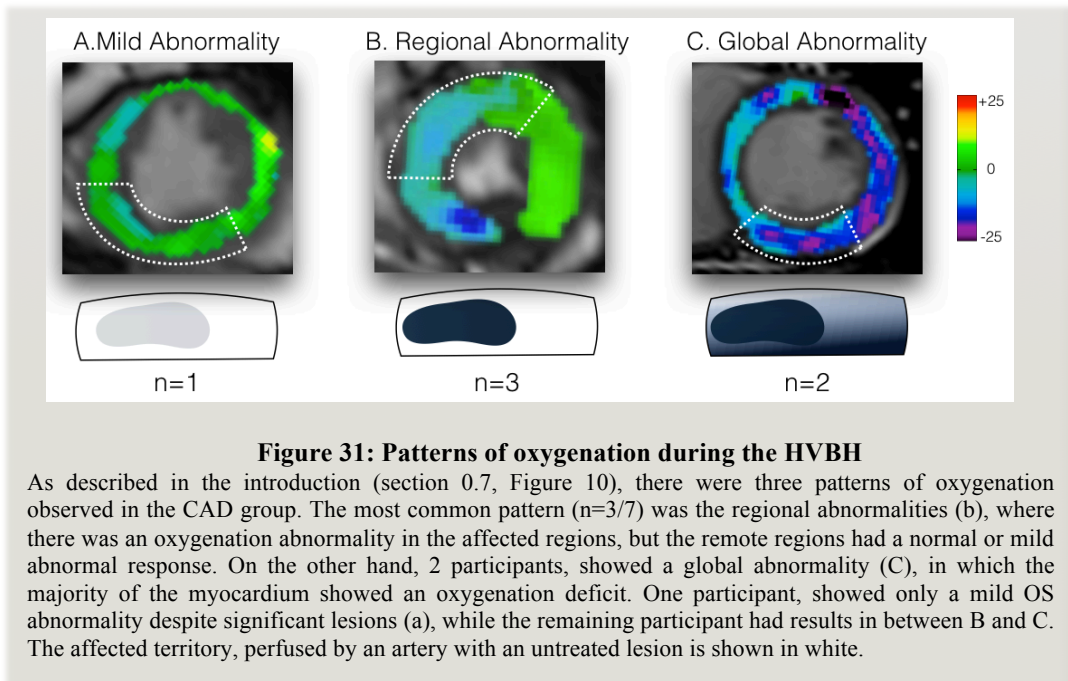 A.Mild Abnormality
B. Regional Abnormality
C. Global Abnormality
+25
0
-25
n=1
n=3
n=2
Figure 31: Patterns of oxygenation during the HVBH
As described in the introduction (section 0.7, Figure 10), there were three patterns of oxygenation
observed in the CAD group. The most common pattern (n=3/7) was the regional abnormalities (b), where
there was an oxygenation abnormality in the affected regions, but the remote regions had a normal or mild
abnormal response. On the other hand, 2 participants, showed a global abnormality (C), in which the
majority of the myocardium showed an oxygenation deficit. One participant, showed only a mild OS
abnormality despite significant lesions (a), while the remaining participant had results in between B and C.
The affected territory, perfused by an artery with an untreated lesion is shown in white.